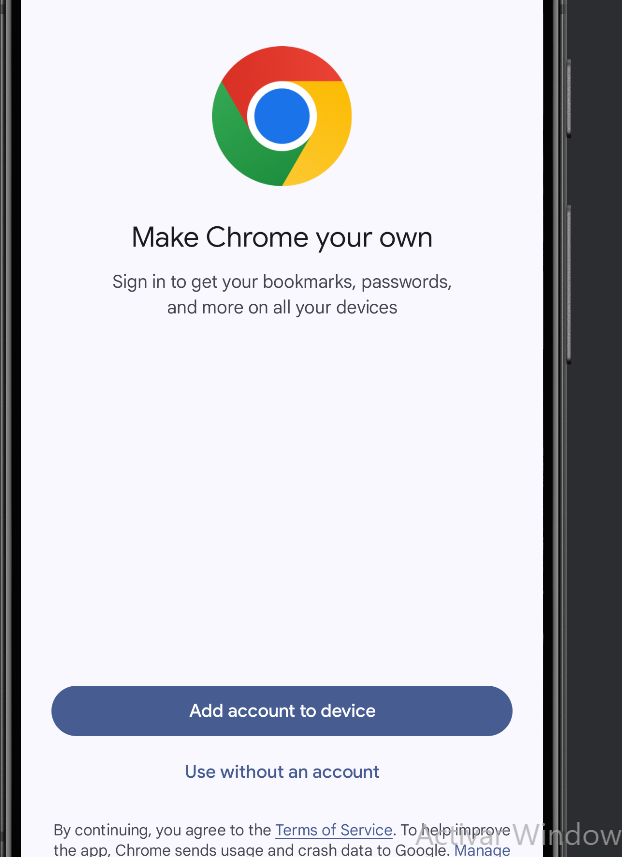 Make Chrome your own
Sign in to get your bookmarks, passwords,
and more on all your devices
Add account to device
Use without an account
By continuing, you agree to the Terms of Service. To help improve
the app, Chrome sends usage and crash data to Google. Manage
Activar Window